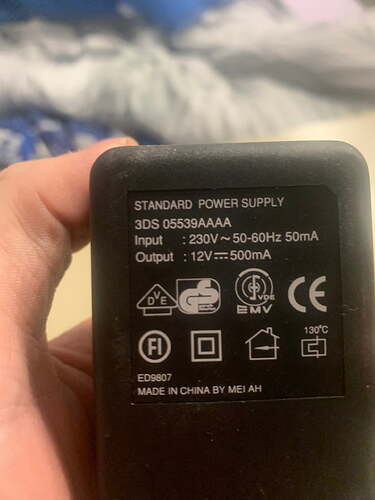 STANDARD POWER SUPPLY
3DS 05539AAAA
Input : 230V ~ 50-60Hz 50mA
Output : 12V ⎓ 500mA
DVE GS VDE EMV CE
FI 130°C
ED9807
MADE IN CHINA BY MEI AH